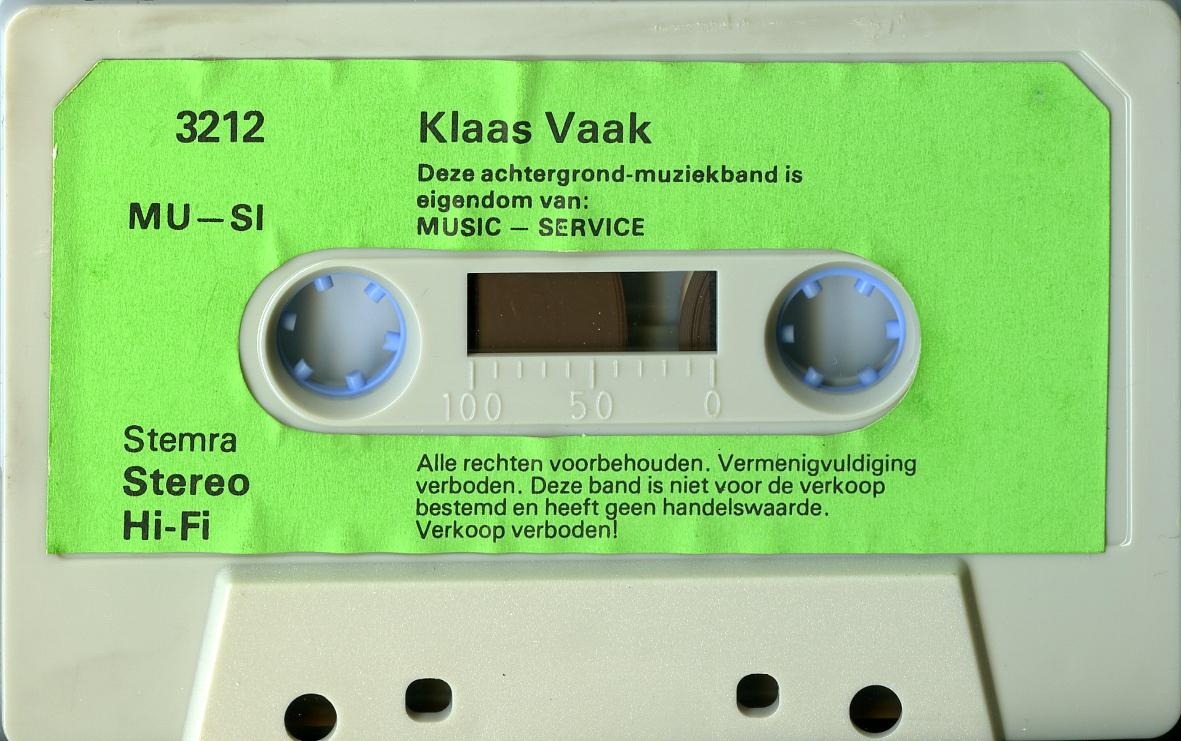 3212
Klaas Vaak
Deze achtergrond-muziekband is
eigendom van:
MUSIC – SERVICE
MU–SI
100 50 0
Stemra
Stereo
Hi-Fi
Alle rechten voorbehouden. Vermenigvuldiging
verboden. Deze band is niet voor de verkoop
bestemd en heeft geen handelswaarde.
Verkoop verboden!